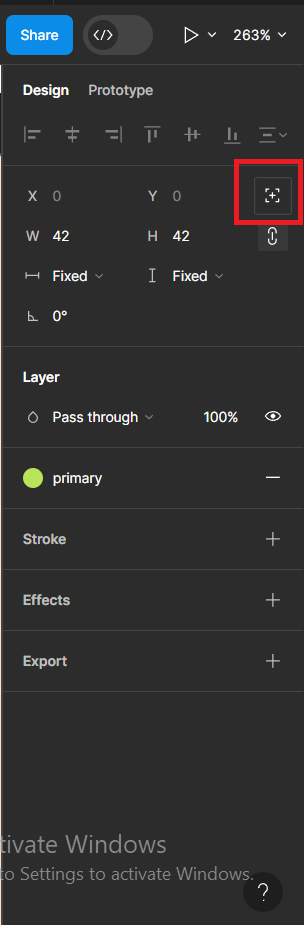 Share </> 263%
Design Prototype
X 0 Y 0
W 42 H 42
Fixed Fixed
0°
Layer
Pass through 100%
primary
Stroke
Effects
Export
tivate Windows
to Settings to activate Windows.
?